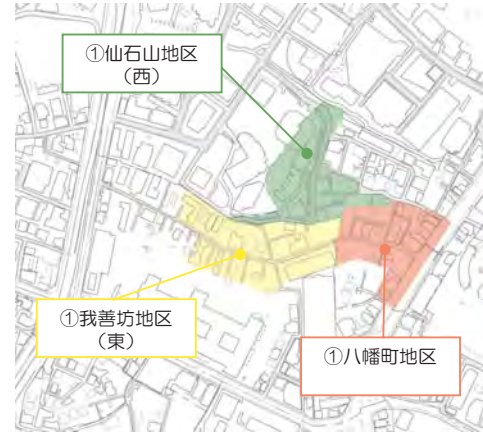 ①仙石山地区
（西）
①我善坊地区
（東）
①八幡町地区